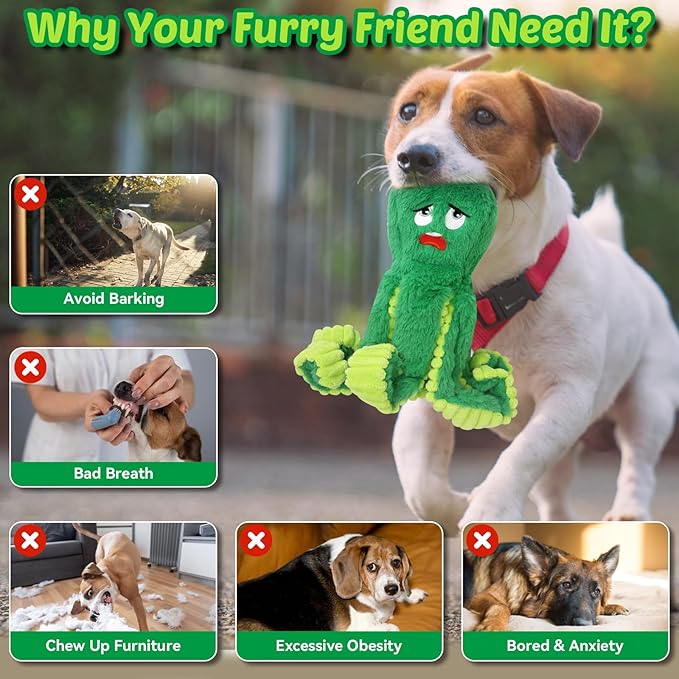 Why Your Furry Friend Need It?
Avoid Barking
Bad Breath
Chew Up Furniture
Excessive Obesity
Bored & Anxiety